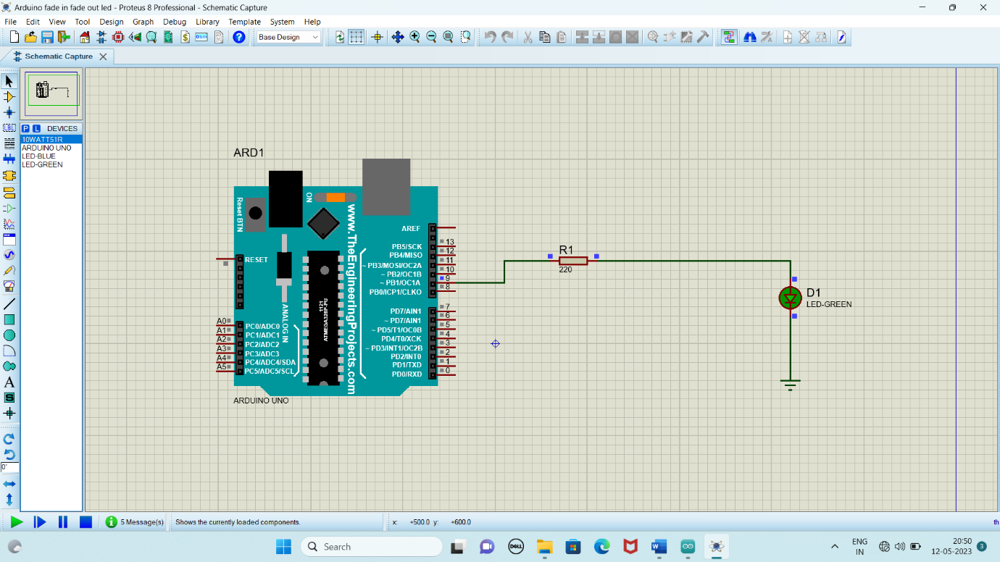 Arduino fade in fade out led - Proteus 8 Professional - Schematic Capture
File Edit View Tool Design Graph Debug Library Template System Help
Base Design
Schematic Capture
P L DEVICES
10WATT51R
ARDUINO UNO
LED-BLUE
LED-GREEN
LBL
A
S
0°
ARD1
Reset BTN
ON
www.TheEngineeringProjects.com
RESET
1121
ATMEGA328P-PU
ANALOG IN
A0 PC0/ADC0
A1 PC1/ADC1
A2 PC2/ADC2
A3 PC3/ADC3
A4 PC4/ADC4/SDA
A5 PC5/ADC5/SCL
AREF
13
PB5/SCK 12
PB4/MISO 11
~ PB3/MOSI/OC2A 10
~ PB2/OC1B 9
~ PB1/OC1A 8
PB0/ICP1/CLKO
7
PD7/AIN1 6
~ PD7/AIN1 5
~ PD5/T1/OC0B 4
PD4/T0/XCK 3
~ PD3/INT1/OC2B 2
PD2/INT0 1
PD1/TXD 0
PD0/RXD
ARDUINO UNO
R1
220
D1
LED-GREEN
5 Message(s) Shows the currently loaded components. x: +500.0 y: +600.0 th
Search
DELL
W
ENG
IN
20:50
12-05-2023
3